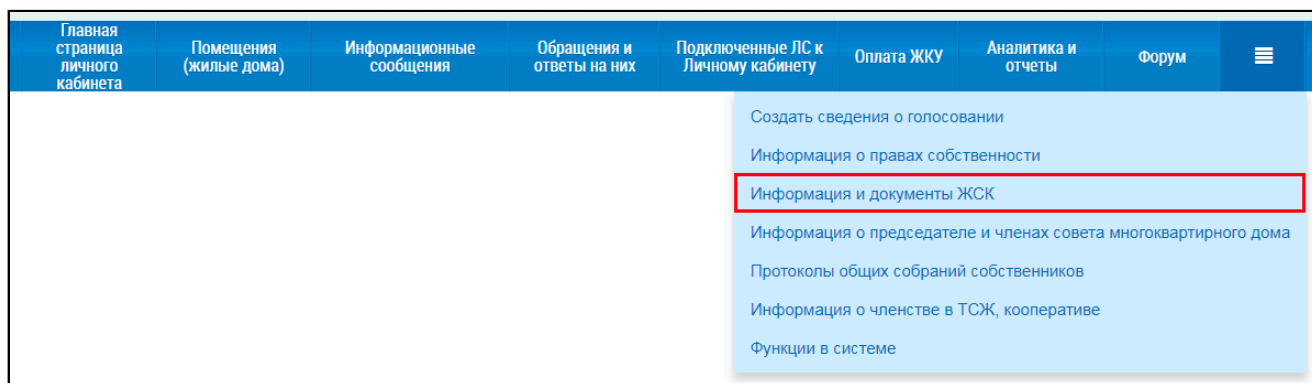 Главная
страница
личного
кабинета
Помещения
(жилые дома)
Информационные
сообщения
Обращения и
ответы на них
Подключенные ЛС к
Личному кабинету
Оплата ЖКУ
Аналитика и
отчеты
Форум
Создать сведения о голосовании
Информация о правах собственности
Информация и документы ЖСК
Информация о председателе и членах совета многоквартирного дома
Протоколы общих собраний собственников
Информация о членстве в ТСЖ, кооперативе
Функции в системе